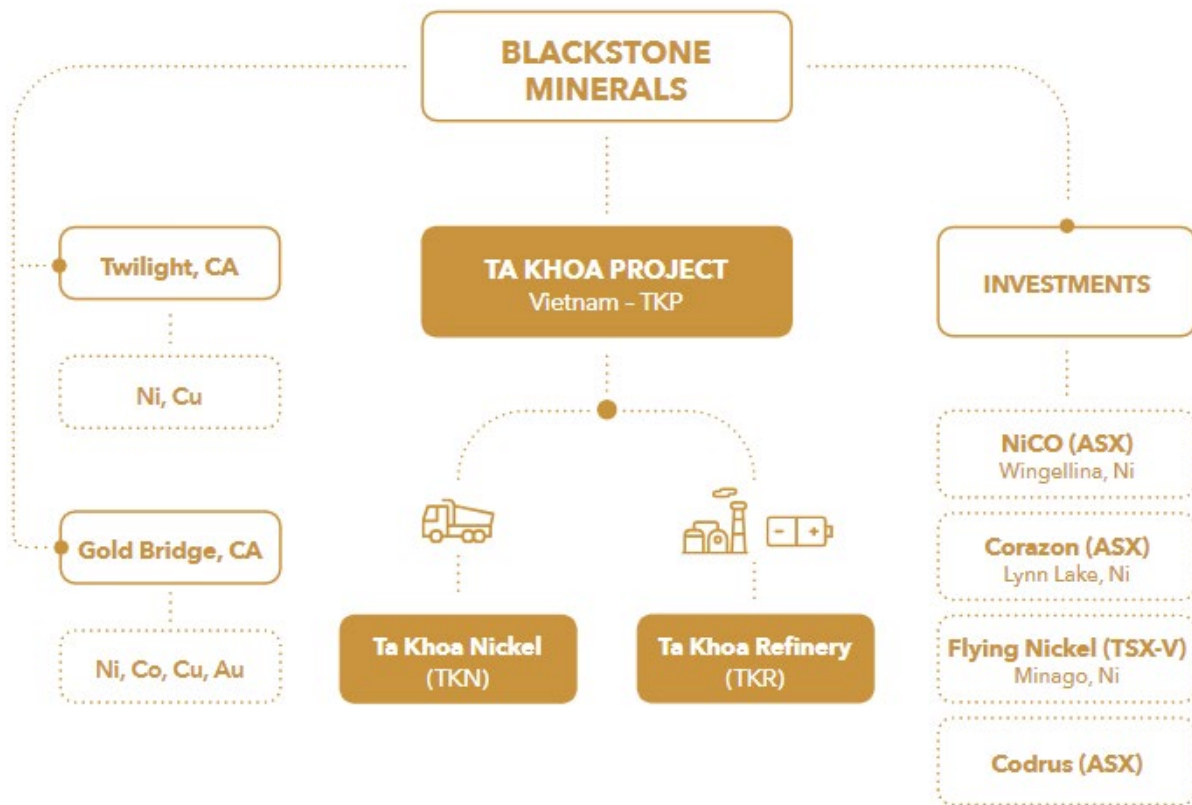 BLACKSTONE
MINERALS
Twilight, CA
Ni, Cu
Gold Bridge, CA
Ni, Co, Cu, Au
TA KHOA PROJECT
Vietnam – TKP
- +
Ta Khoa Nickel
(TKN)
Ta Khoa Refinery
(TKR)
INVESTMENTS
NiCO (ASX)
Wingellina, Ni
Corazon (ASX)
Lynn Lake, Ni
Flying Nickel (TSX-V)
Minago, Ni
Codrus (ASX)